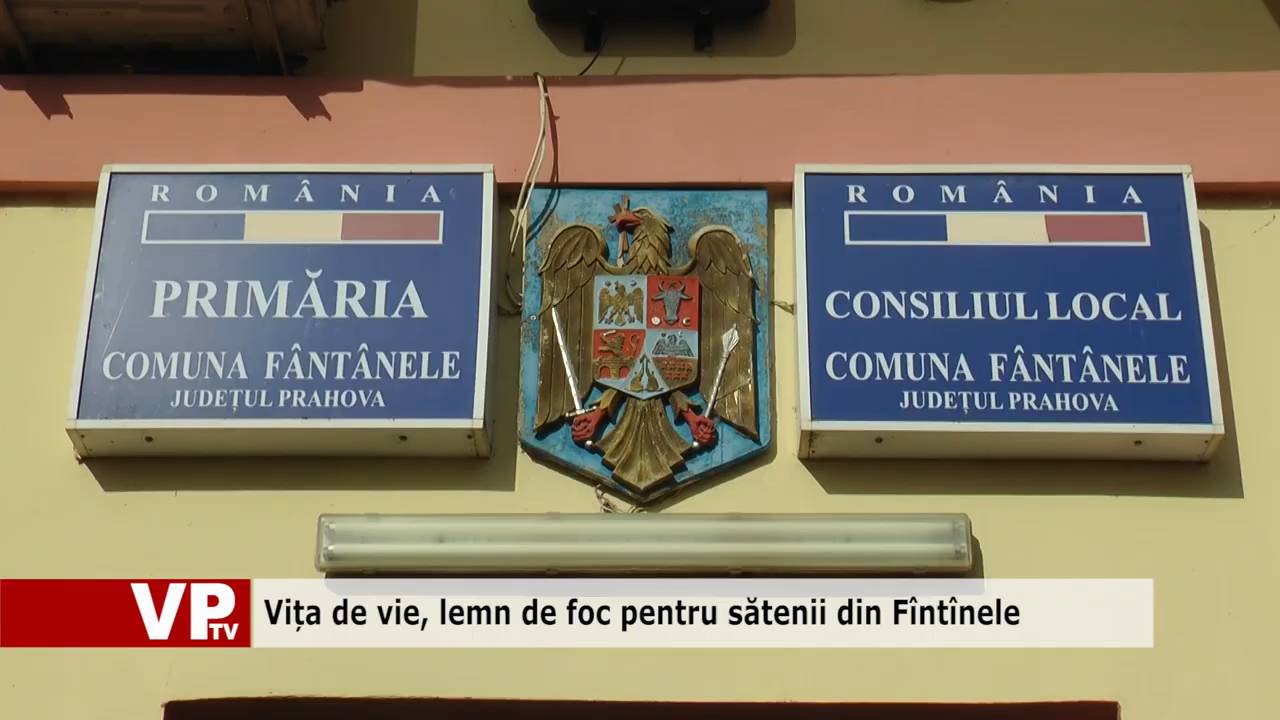 ROMÂNIA
PRIMĂRIA
COMUNA FÂNTÂNELE
JUDEȚUL PRAHOVA
ROMÂNIA
CONSILIUL LOCAL
COMUNA FÂNTÂNELE
JUDEȚUL PRAHOVA
VP TV
Vița de vie, lemn de foc pentru sătenii din Fîntînele